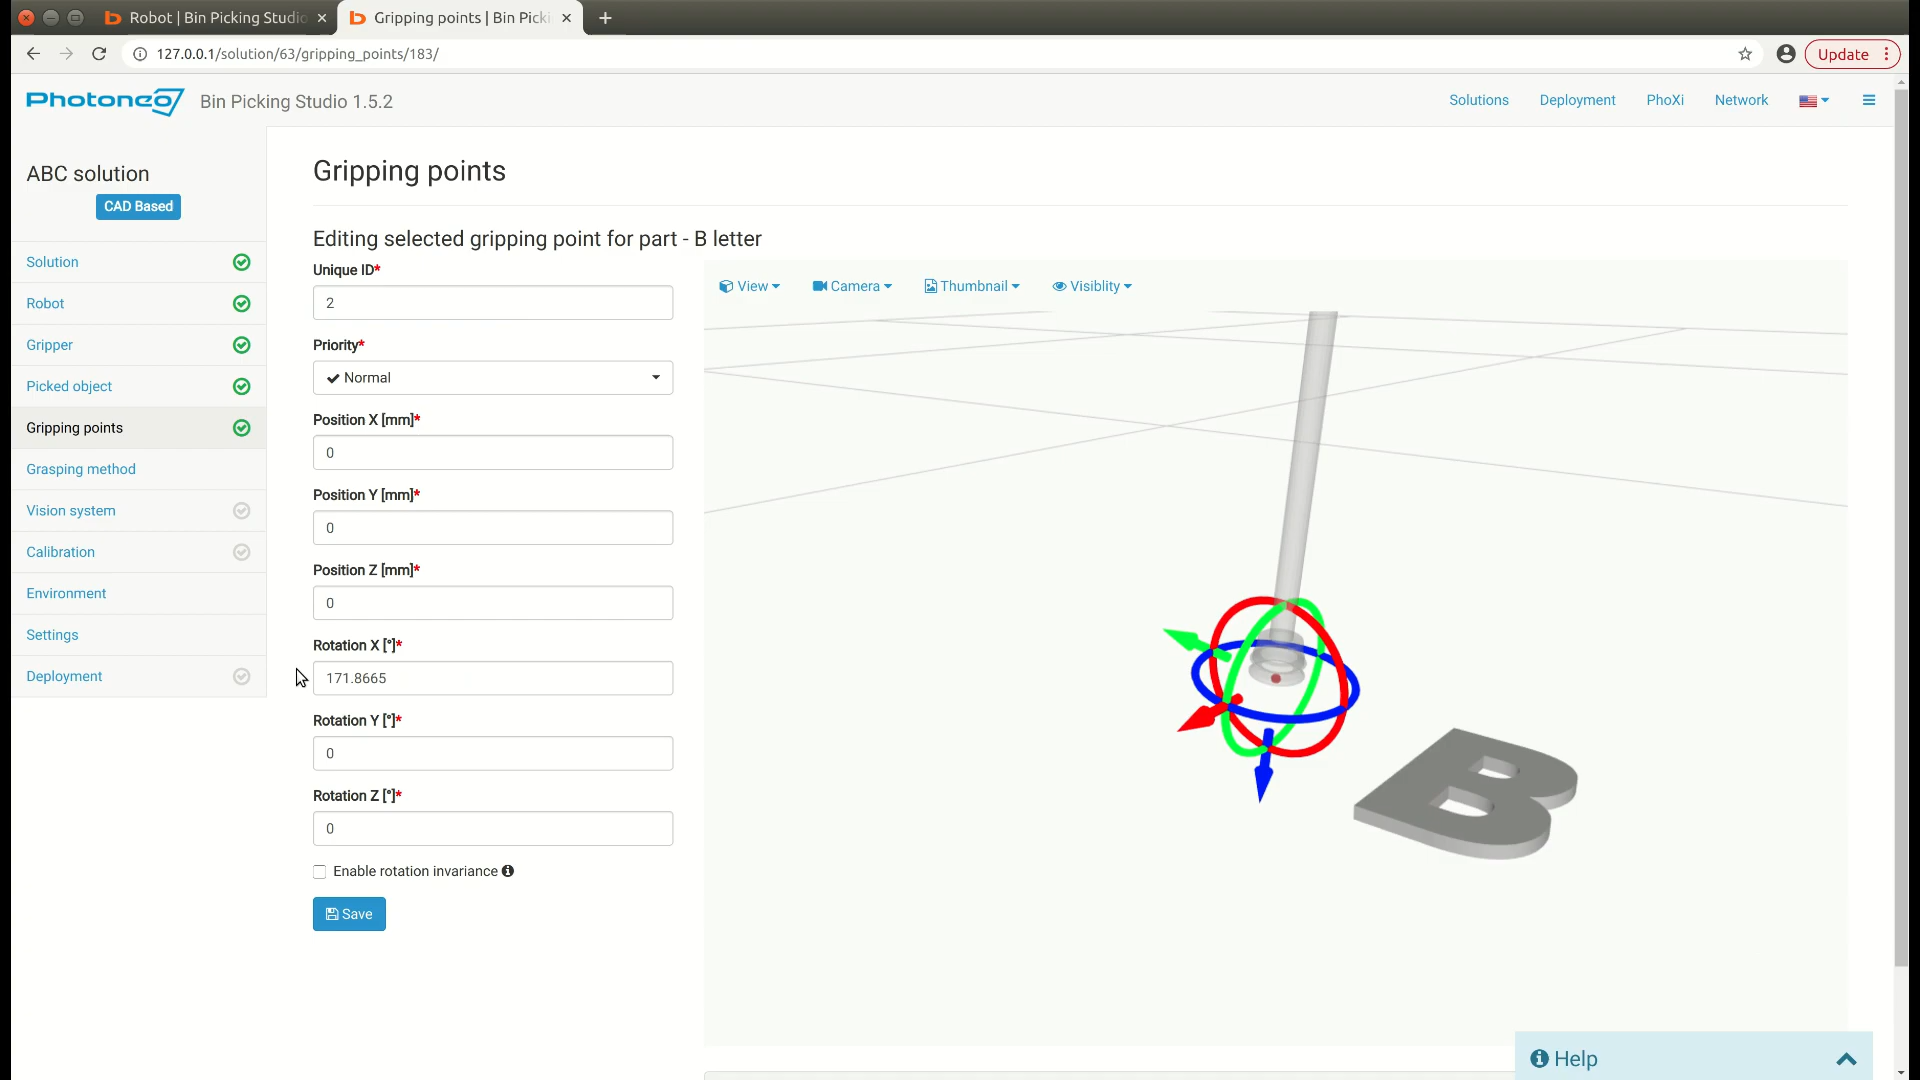 Robot | Bin Picking Studio
Gripping points | Bin Picki
127.0.0.1/solution/63/gripping_points/183/
Update
Photoneo
Bin Picking Studio 1.5.2
Solutions
Deployment
PhoXi
Network
ABC solution
CAD Based
Solution
Robot
Gripper
Picked object
Gripping points
Grasping method
Vision system
Calibration
Environment
Settings
Deployment
Gripping points
Editing selected gripping point for part - B letter
Unique ID*
2
Priority*
Normal
Position X [mm]*
0
Position Y [mm]*
0
Position Z [mm]*
0
Rotation X [°]*
171.8665
Rotation Y [°]*
0
Rotation Z [°]*
0
Enable rotation invariance
Save
View
Camera
Thumbnail
Visiblity
B
Help